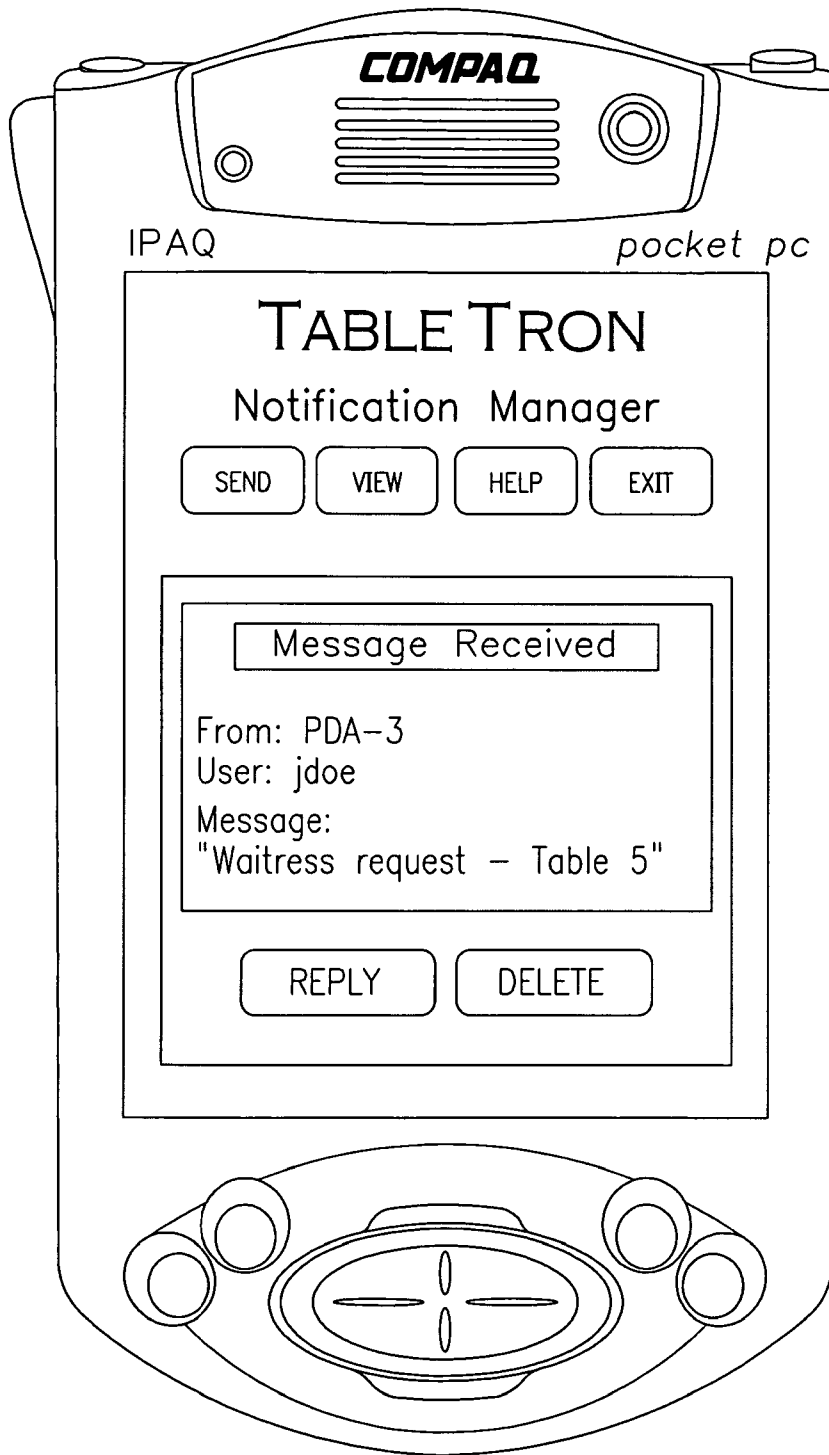 COMPAQ
IPAQ pocket pc
TABLE TRON
Notification Manager
SEND VIEW HELP EXIT
Message Received
From: PDA-3
User: jdoe
Message:
"Waitress request – Table 5"
REPLY DELETE